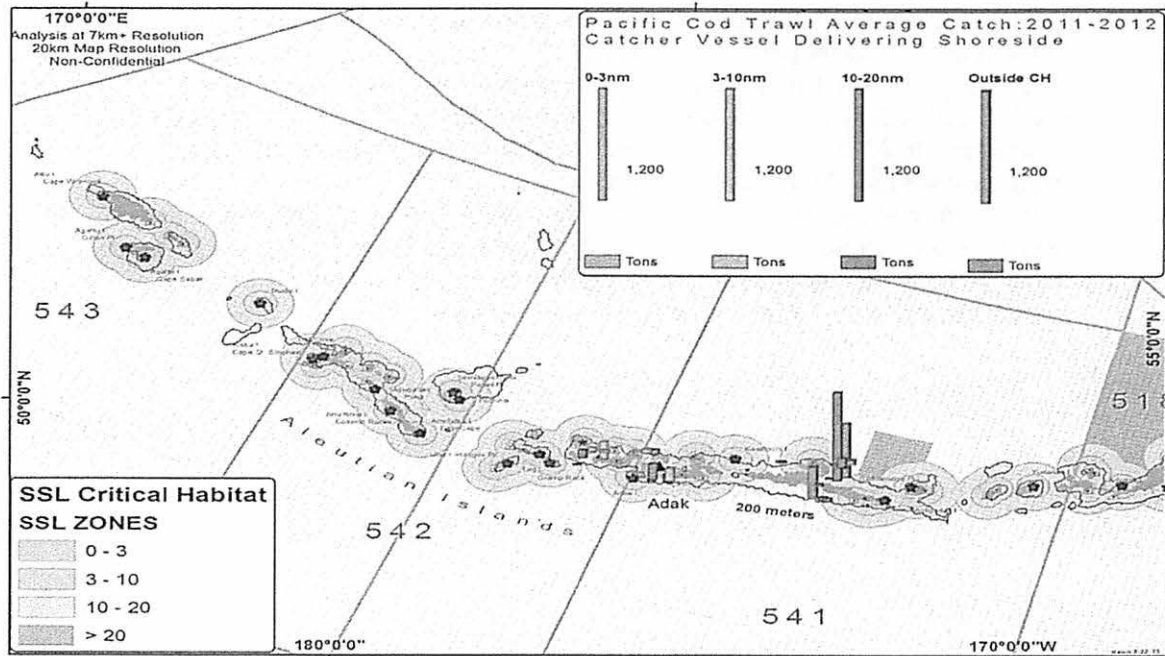 170°0'0"E
Analysis at 7km+ Resolution
20km Map Resolution
Non-Confidential
Pacific Cod Trawl Average Catch:2011-2012
Catcher Vessel Delivering Shoreside
0-3nm 3-10nm 10-20nm Outside CH
1,200 1,200 1,200 1,200
Tons Tons Tons Tons
543
50°0'0"N
55°0'0"N
518
Aleutian Islands
Adak
200 meters
542
541
SSL Critical Habitat
SSL ZONES
0 - 3
3 - 10
10 - 20
> 20
180°0'0"
170°0'0"W